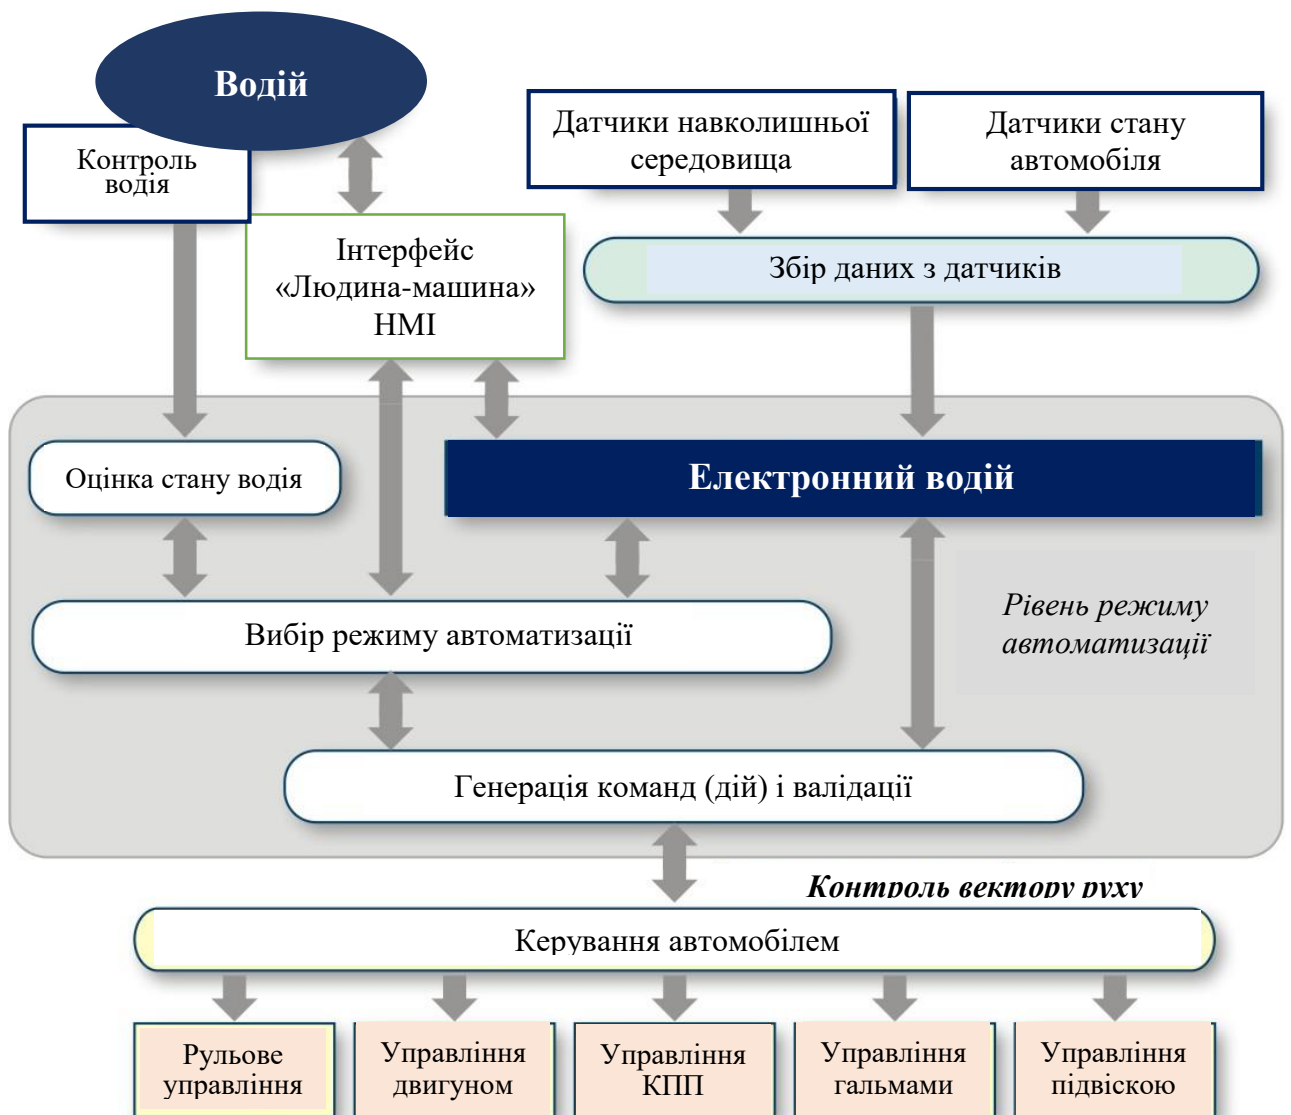 Водій
Контроль
водія
Датчики навколишньої
середовища
Датчики стану
автомобіля
Інтерфейс
«Людина-машина»
HMI
Збір даних з датчиків
Оцінка стану водія
Електронний водій
Вибір режиму автоматизації
Рівень режиму
автоматизації
Генерація команд (дій) і валідації
Контроль вектору руху
Керування автомобілем
Рульове
управління
Управління
двигуном
Управління
КПП
Управління
гальмами
Управління
підвіскою